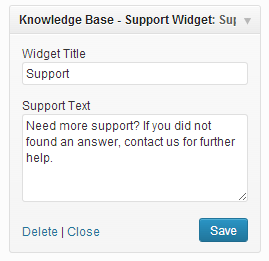 Knowledge Base - Support Widget: Sup
Widget Title
Support
Support Text
Need more support? If you did not
found an answer, contact us for further
help.
Delete | Close
Save